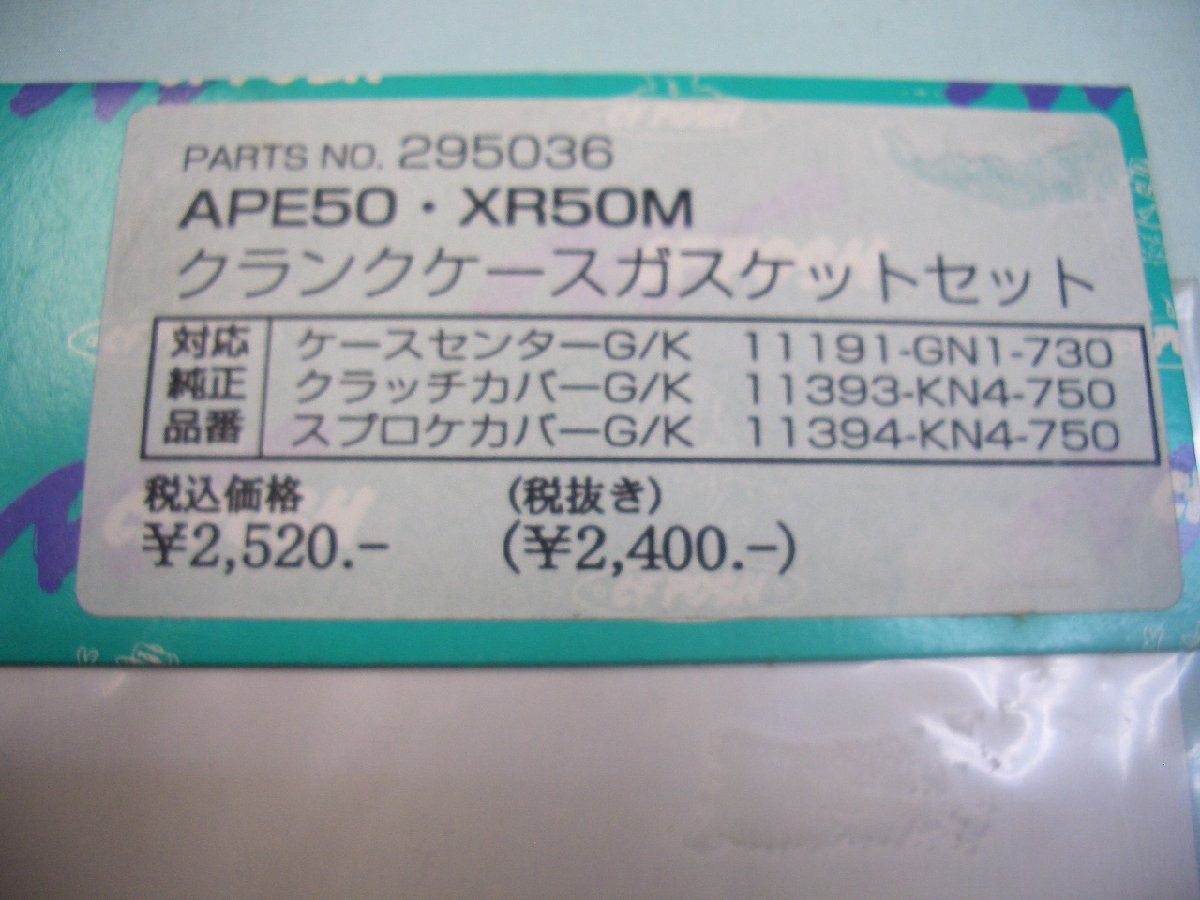 PARTS NO. 295036
APE50・XR50M
クランクケースガスケットセット
対応 ケースセンターG/K 11191-GN1-730
純正 クラッチカバーG/K 11393-KN4-750
品番 スプロケカバーG/K 11394-KN4-750
税込価格 (税抜き)
¥2,520.- (¥2,400.-)